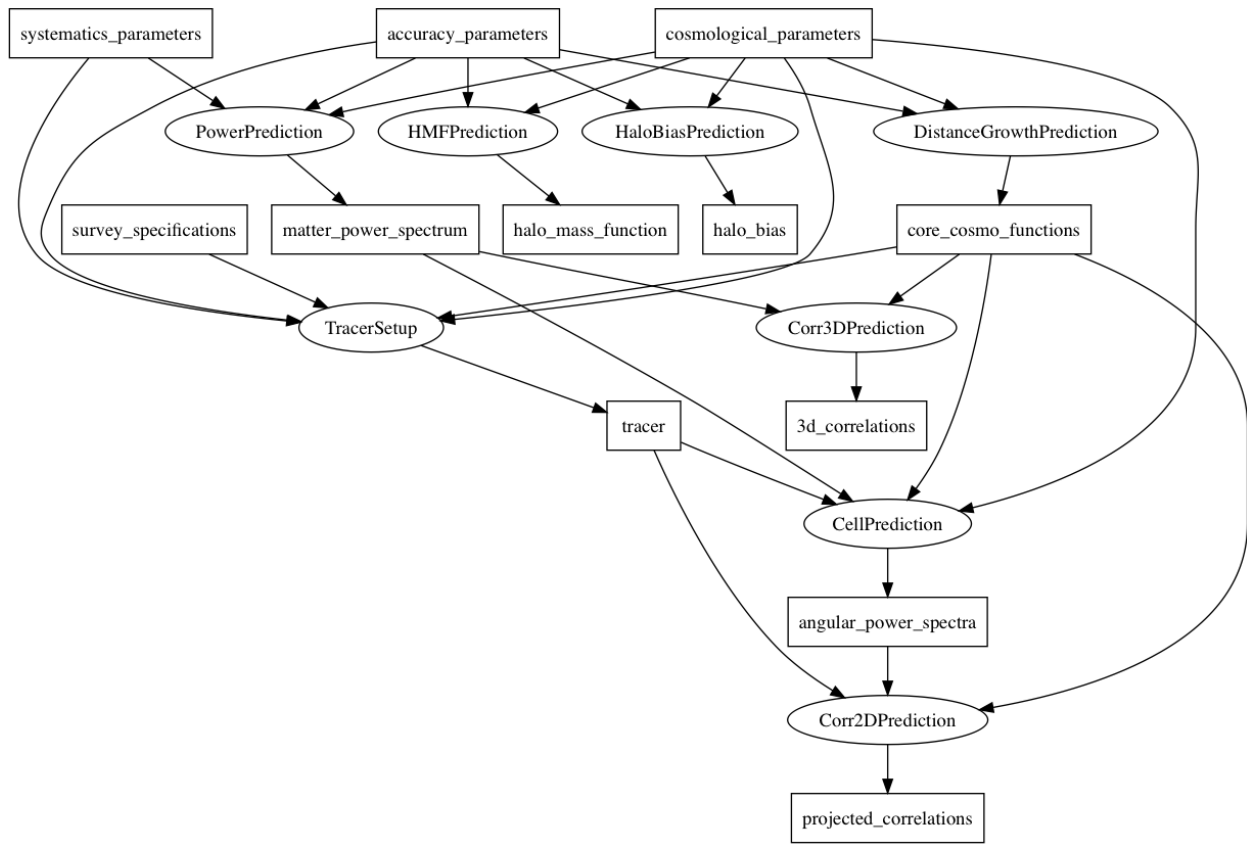 systematics_parameters
accuracy_parameters
cosmological_parameters
PowerPrediction
HMFPrediction
HaloBiasPrediction
DistanceGrowthPrediction
survey_specifications
matter_power_spectrum
halo_mass_function
halo_bias
core_cosmo_functions
TracerSetup
Corr3DPrediction
tracer
3d_correlations
CellPrediction
angular_power_spectra
Corr2DPrediction
projected_correlations